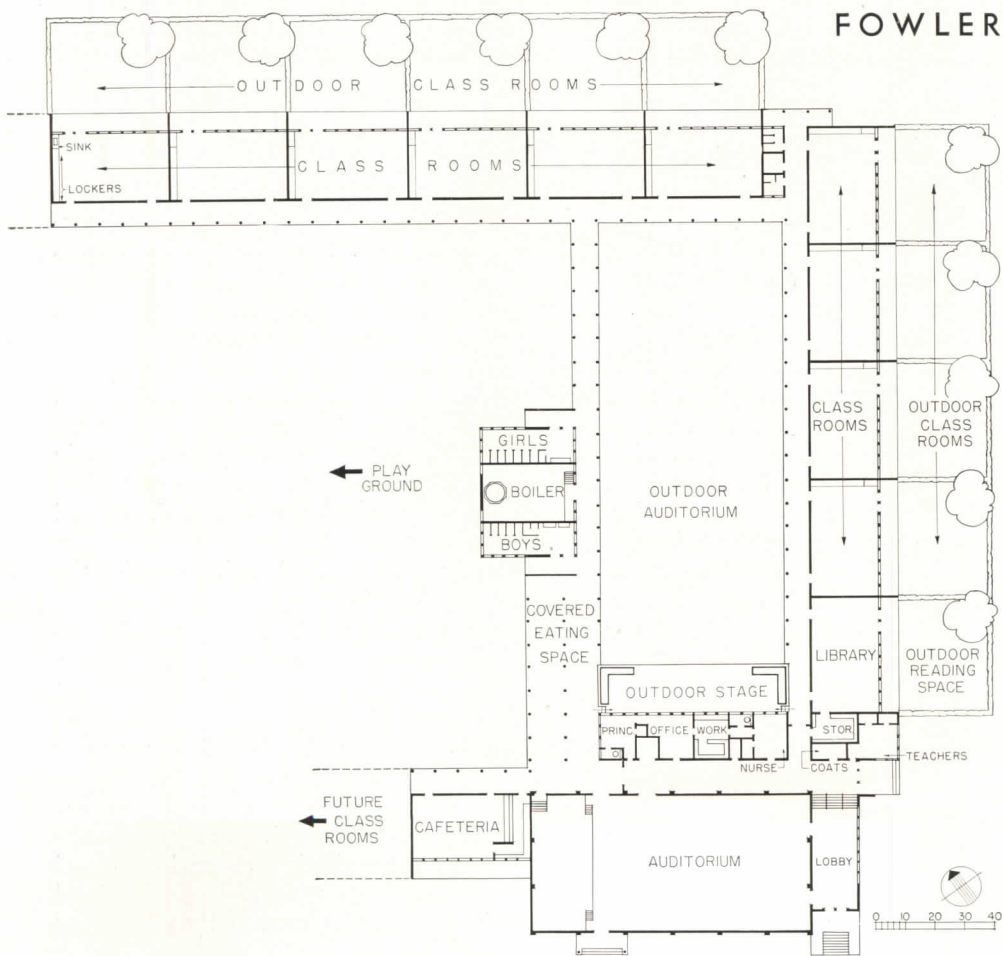 FOWLER
OUTDOOR CLASS ROOMS
SINK
CLASS ROOMS
LOCKERS
CLASS
ROOMS
OUTDOOR
CLASS
ROOMS
GIRLS
PLAY
GROUND
BOILER
OUTDOOR
AUDITORIUM
BOYS
COVERED
EATING
SPACE
LIBRARY
OUTDOOR
READING
SPACE
OUTDOOR STAGE
PRINC
OFFICE
WORK
STOR.
NURSE
COATS
TEACHERS
FUTURE
CLASS
ROOMS
CAFETERIA
AUDITORIUM
LOBBY
0 10 20 30 40